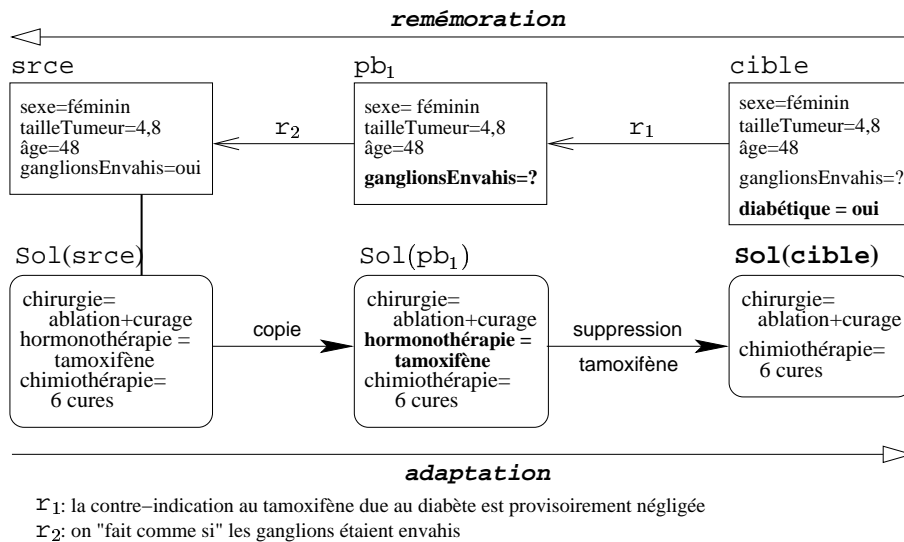 remémoration
srce
pb1
cible
sexe=féminin
tailleTumeur=4,8
âge=48
ganglionsEnvahis=oui
r2
sexe= féminin
tailleTumeur=4,8
âge=48
ganglionsEnvahis=?
r1
sexe=féminin
tailleTumeur=4,8
âge=48
ganglionsEnvahis=?
diabétique = oui
Sol(srce)
Sol(pb1)
Sol(cible)
chirurgie=
ablation+curage
hormonothérapie =
tamoxifène
chimiothérapie=
6 cures
copie
chirurgie=
ablation+curage
hormonothérapie =
tamoxifène
chimiothérapie=
6 cures
suppression
tamoxifène
chirurgie=
ablation+curage
chimiothérapie=
6 cures
adaptation
r1: la contre−indication au tamoxifène due au diabète est provisoirement négligée
r2: on "fait comme si" les ganglions étaient envahis